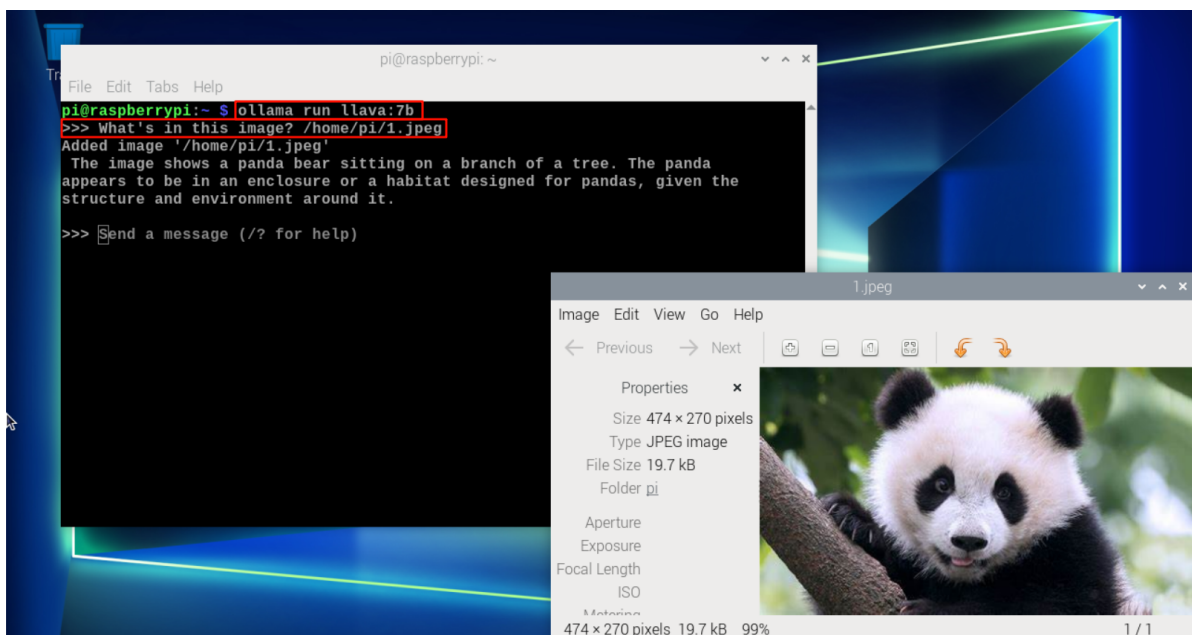 pi@raspberrypi: ~
Tr
File Edit Tabs Help
pi@raspberrypi:~ $ ollama run llava:7b
>>> What's in this image? /home/pi/1.jpeg
Added image '/home/pi/1.jpeg'
The image shows a panda bear sitting on a branch of a tree. The panda
appears to be in an enclosure or a habitat designed for pandas, given the
structure and environment around it.
>>> Send a message (/? for help)
1.jpeg
Image Edit View Go Help
Previous Next
Properties
Size 474 × 270 pixels
Type JPEG image
File Size 19.7 kB
Folder pi
Aperture
Exposure
Focal Length
ISO
Metering
474 × 270 pixels 19.7 kB 99% 1 / 1